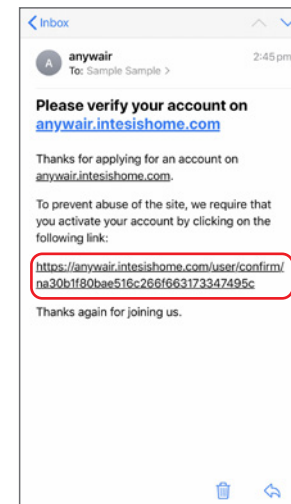 Inbox
A
anywair
2:45 pm
To: Sample Sample >
Please verify your account on
anywair.intesishome.com
Thanks for applying for an account on
anywair.intesishome.com.
To prevent abuse of the site, we require that
you activate your account by clicking on the
following link:
https://anywair.intesishome.com/user/confirm/
na30b1f80bae516c266f663173347495c
Thanks again for joining us.